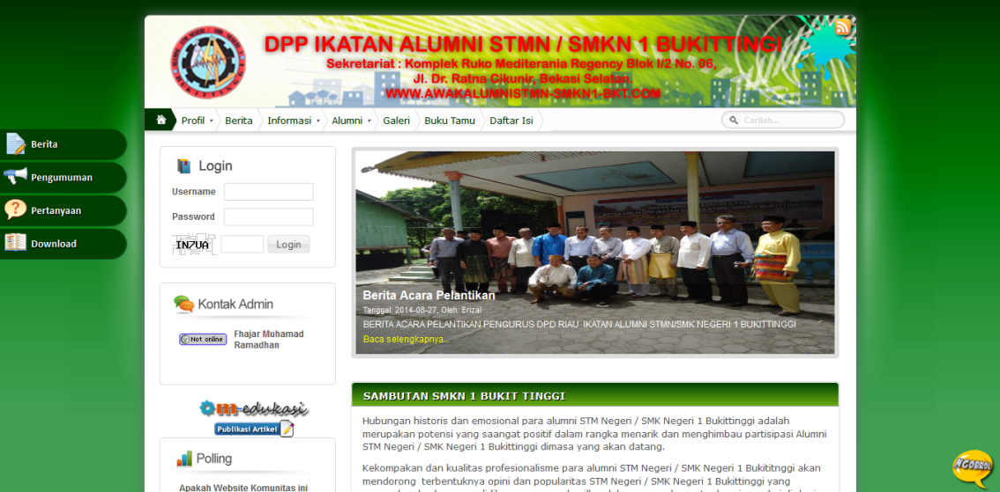 DPP IKATAN ALUMNI STMN / SMKN 1 BUKITTINGI
Sekretariat : Komplek Ruko Mediterania Regency Blok I/2 No. 06,
Jl. Dr. Ratna Cikunir, Bekasi Selatan.
WWW.AWAKALUMNISTMN-SMKN1-BKT.COM
Profil
Berita
Informasi
Alumni
Galeri
Buku Tamu
Daftar Isi
Carilah...
Berita
Pengumuman
Pertanyaan
Download
Login
Username
Password
INZUA
Login
Kontak Admin
Not online
Fhajar Muhamad
Ramadhan
m-edukasi
Publikasi Artikel
Polling
Apakah Website Komunitas ini
Berita Acara Pelantikan
Tanggal: 2014-08-27, Oleh: Erizal
BERITA ACARA PELANTIKAN PENGURUS DPD RIAU IKATAN ALUMNI STMN/SMK NEGERI 1 BUKITTINGGI
Baca selengkapnya...
SAMBUTAN SMKN 1 BUKIT TINGGI
Hubungan historis dan emosional para alumni STM Negeri / SMK Negeri 1 Bukittinggi adalah
merupakan potensi yang saangat positif dalam rangka menarik dan menghimbau partisipasi Alumni
STM Negeri / SMK Negeri 1 Bukittinggi dimasa yang akan datang.
Kekompakan dan kualitas profesionalisme para alumni STM Negeri / SMK Negeri 1 Bukititnggi akan
mendorong terbentuknya opini dan popularitas STM Negeri / SMK Negeri 1 Bukittinggi yang
NGOBROL